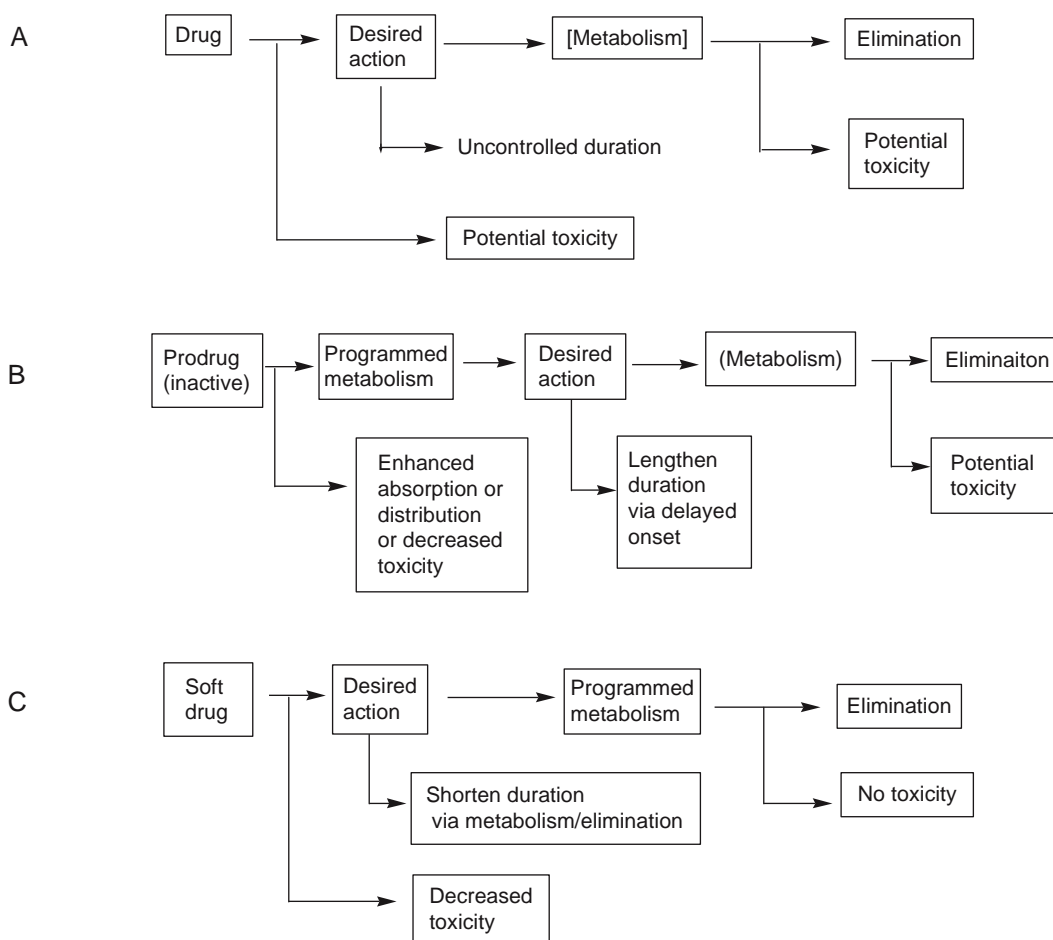 A
Drug
Desired
action
[Metabolism]
Elimination
Uncontrolled duration
Potential
toxicity
Potential toxicity
B
Prodrug
(inactive)
Programmed
metabolism
Desired
action
(Metabolism)
Eliminaiton
Enhanced
absorption or
distribution
or decreased
toxicity
Lengthen
duration
via delayed
onset
Potential
toxicity
C
Soft
drug
Desired
action
Programmed
metabolism
Elimination
Shorten duration
via metabolism/elimination
No toxicity
Decreased
toxicity